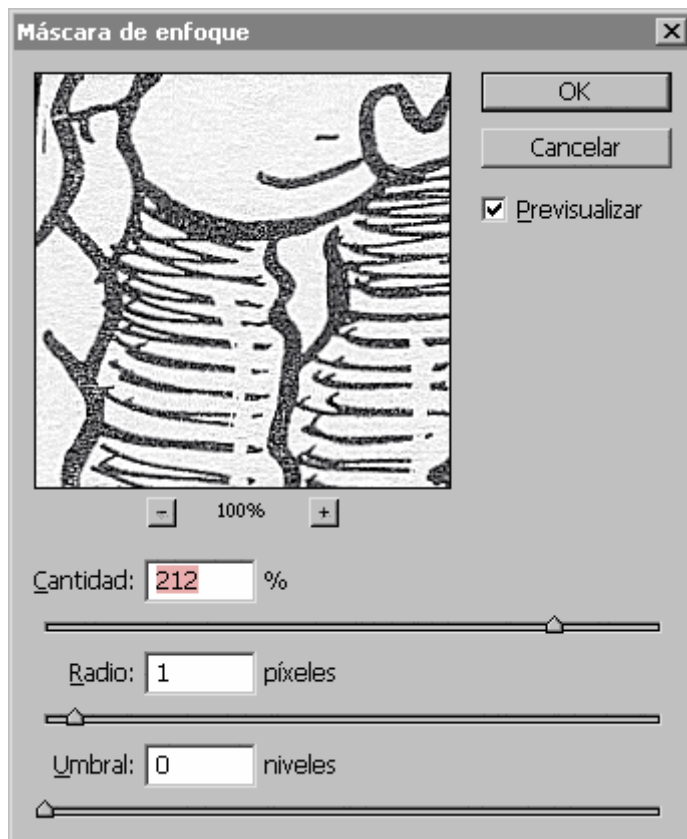 Máscara de enfoque
OK
Cancelar
Previsualizar
100%
Cantidad: 212 %
Radio: 1 píxeles
Umbral: 0 niveles